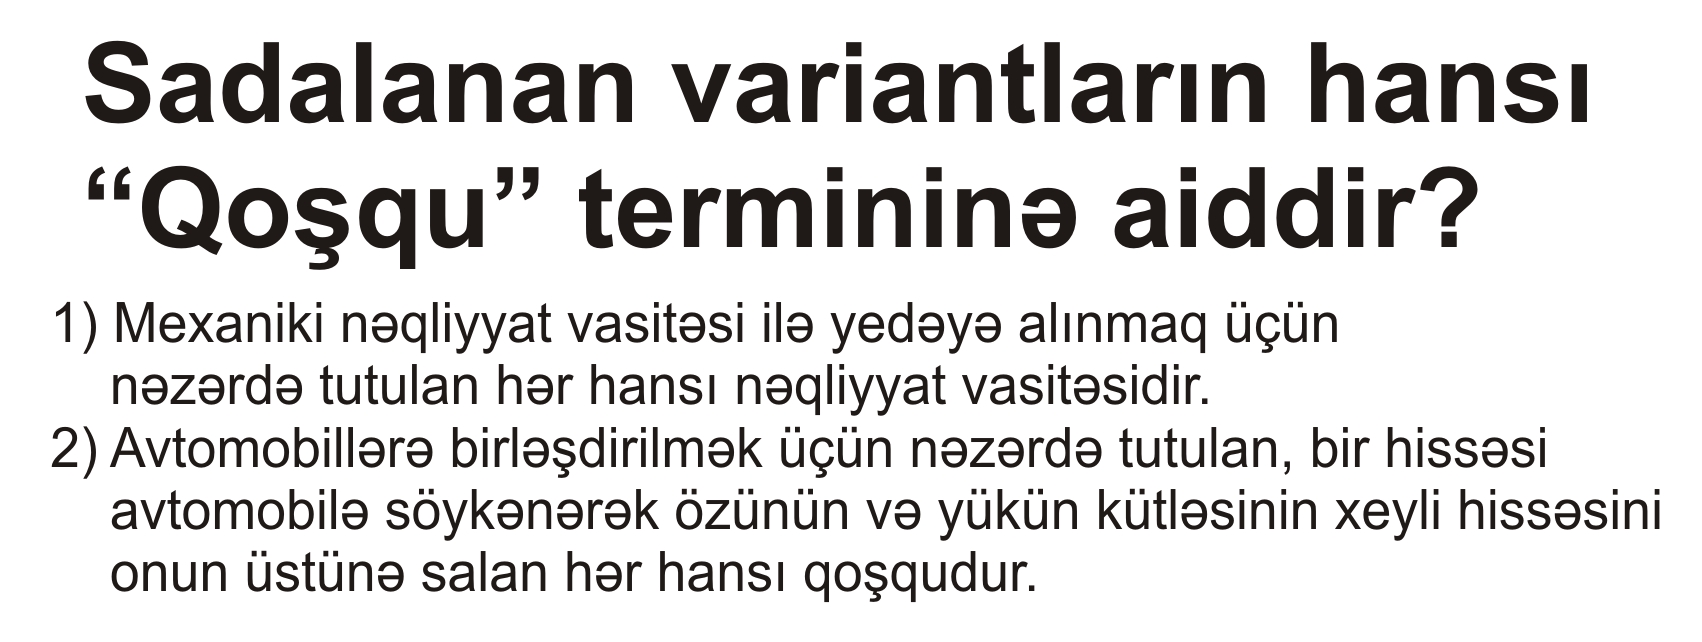 Sadalanan variantların hansı
“Qoşqu” termininə aiddir?
1) Mexaniki nəqliyyat vasitəsi ilə yedəyə alınmaq üçün
nəzərdə tutulan hər hansı nəqliyyat vasitəsidir.
2) Avtomobillərə birləşdirilmək üçün nəzərdə tutulan, bir hissəsi
avtomobilə söykənərək özünün və yükün kütləsinin xeyli hissəsini
onun üstünə salan hər hansı qoşqudur.